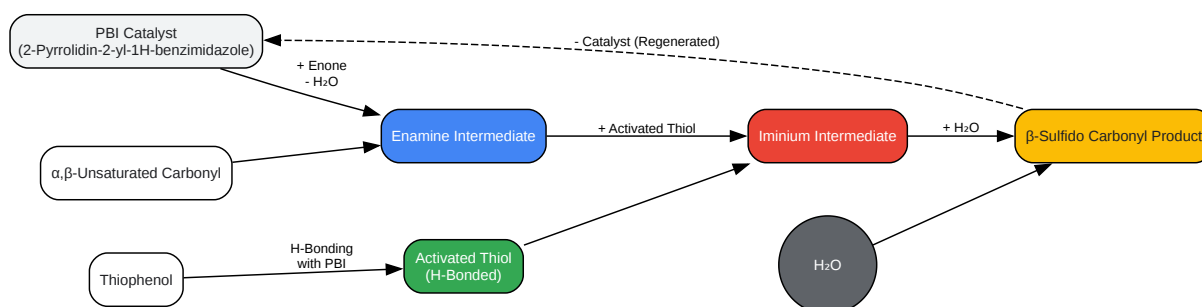 PBI Catalyst
(2-Pyrrolidin-2-yl-1H-benzimidazole)
- Catalyst (Regenerated)
+ Enone
- H₂O
Enamine Intermediate
+ Activated Thiol
Iminium Intermediate
+ H₂O
β-Sulfido Carbonyl Product
α,β-Unsaturated Carbonyl
H-Bonding
with PBI
Thiophenol
Activated Thiol
(H-Bonded)
H₂O